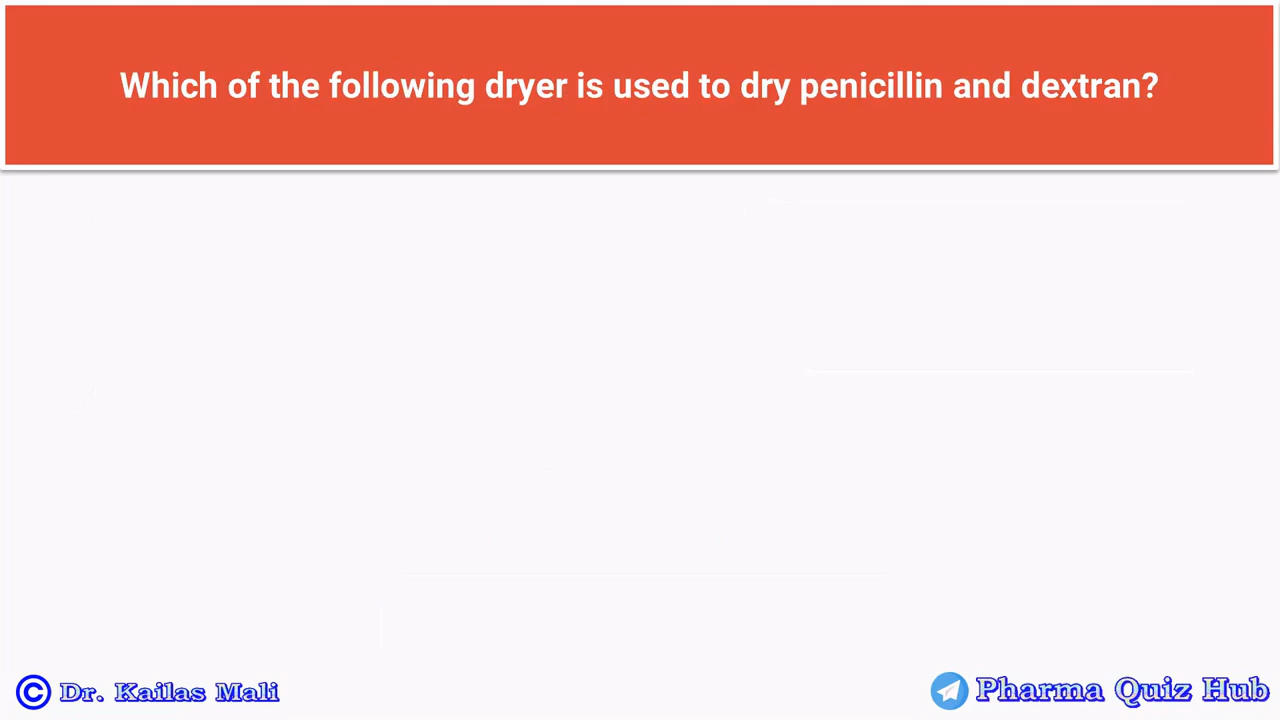 Which of the following dryer is used to dry penicillin and dextran?
© Dr. Kailas Mali
Pharma Quiz Hub